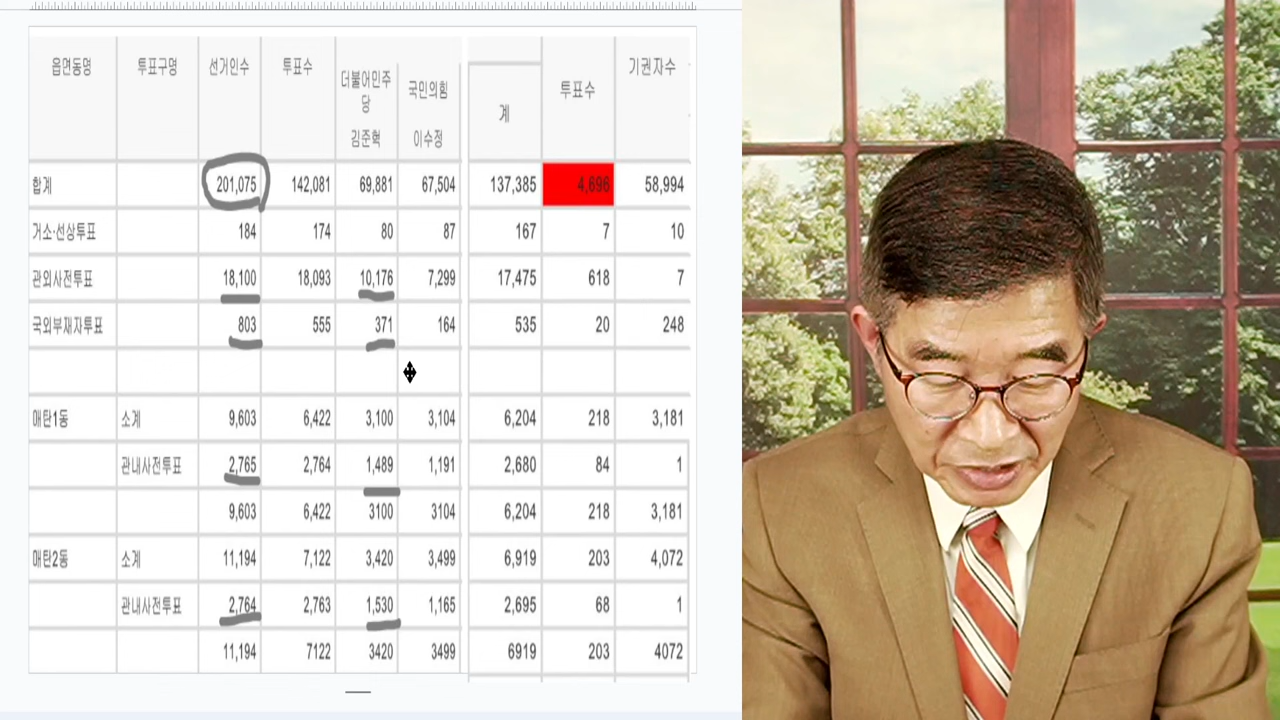 읍면동명 투표구명 선거인수 투표수 더불어민주당 김준혁 국민의힘 이수정 계 투표수 기권자수
합계 201,075 142,081 69,881 67,504 137,385 4,696 58,994
거소·선상투표 184 174 80 87 167 7 10
관외사전투표 18,100 18,093 10,176 7,299 17,475 618 7
국외부재자투표 803 555 371 164 535 20 248
매탄1동 소계 9,603 6,422 3,100 3,104 6,204 218 3,181
관내사전투표 2,765 2,764 1,489 1,191 2,680 84 1
9,603 6,422 3100 3104 6,204 218 3,181
매탄2동 소계 11,194 7,122 3,420 3,499 6,919 203 4,072
관내사전투표 2,764 2,763 1,530 1,165 2,695 68 1
11,194 7122 3420 3499 6919 203 4072